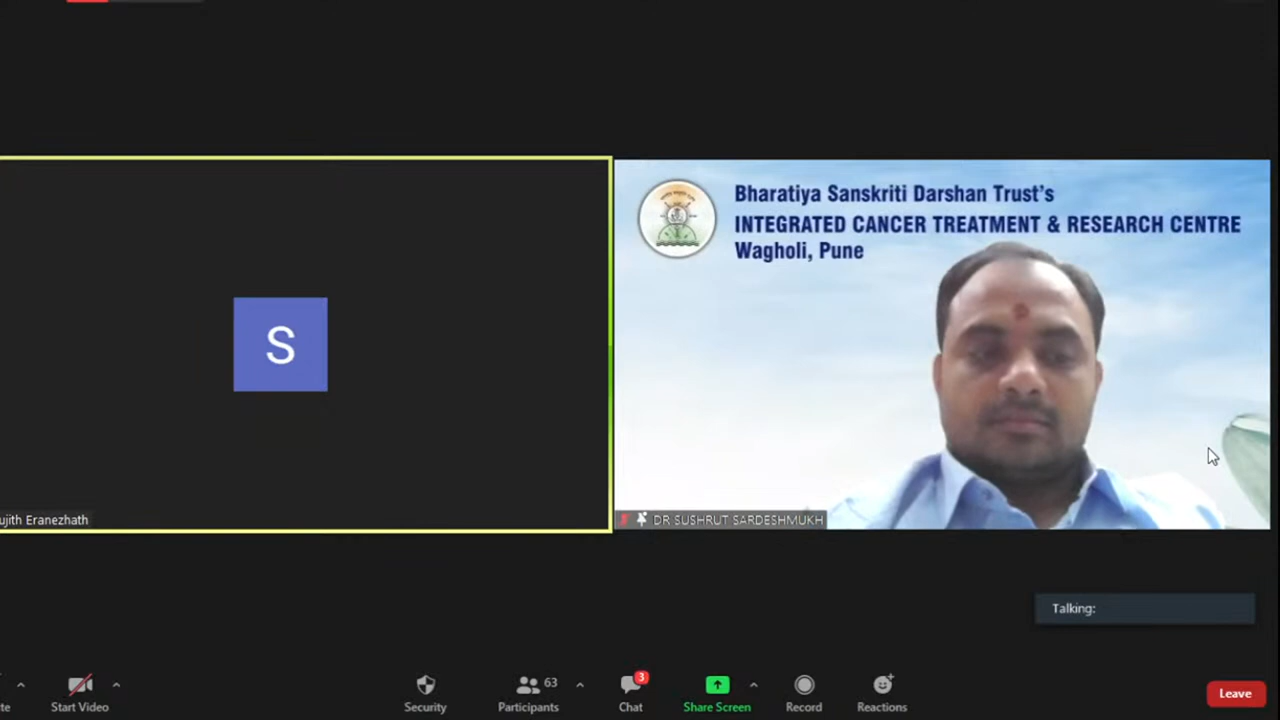 Bharatiya Sanskriti Darshan Trust's
INTEGRATED CANCER TREATMENT & RESEARCH CENTRE
Wagholi, Pune
S
ujith Eranezhath
DR SUSHRUT SARDESHMUKH
Talking:
te
Start Video
Security
63
Participants
3
Chat
Share Screen
Record
Reactions
Leave